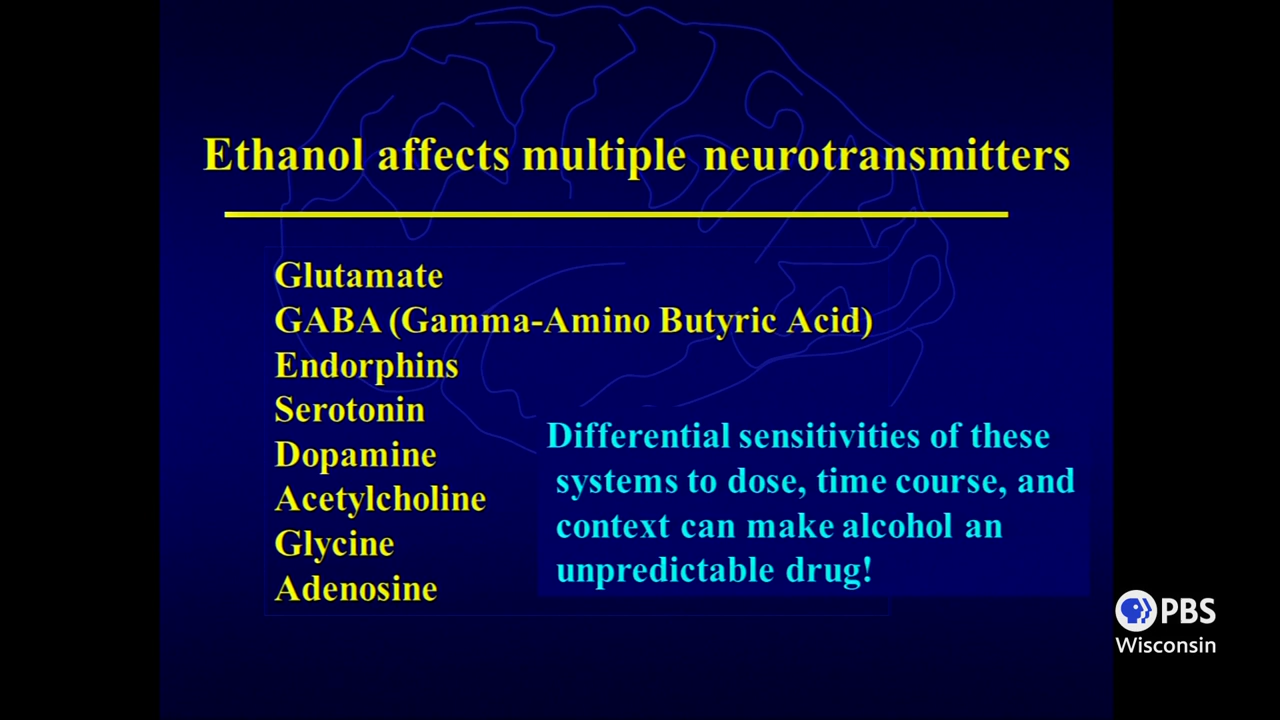 Ethanol affects multiple neurotransmitters
Glutamate
GABA (Gamma-Amino Butyric Acid)
Endorphins
Serotonin
Dopamine
Acetylcholine
Glycine
Adenosine
Differential sensitivities of these
systems to dose, time course, and
context can make alcohol an
unpredictable drug!
PBS
Wisconsin